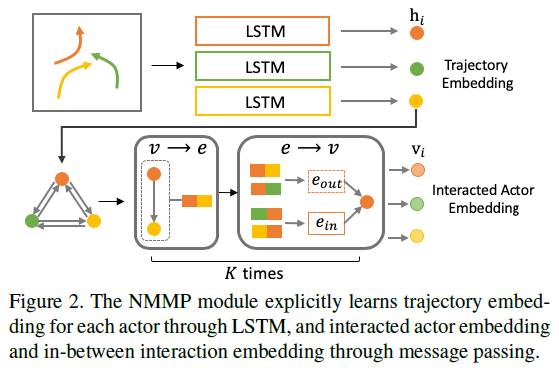 LSTM
LSTM
LSTM
h_i
Trajectory
Embedding
v → e
e → v
e_out
e_in
v_i
Interacted Actor
Embedding
K times
Figure 2. The NMMP module explicitly learns trajectory embed-
ding for each actor through LSTM, and interacted actor embedding
and in-between interaction embedding through message passing.